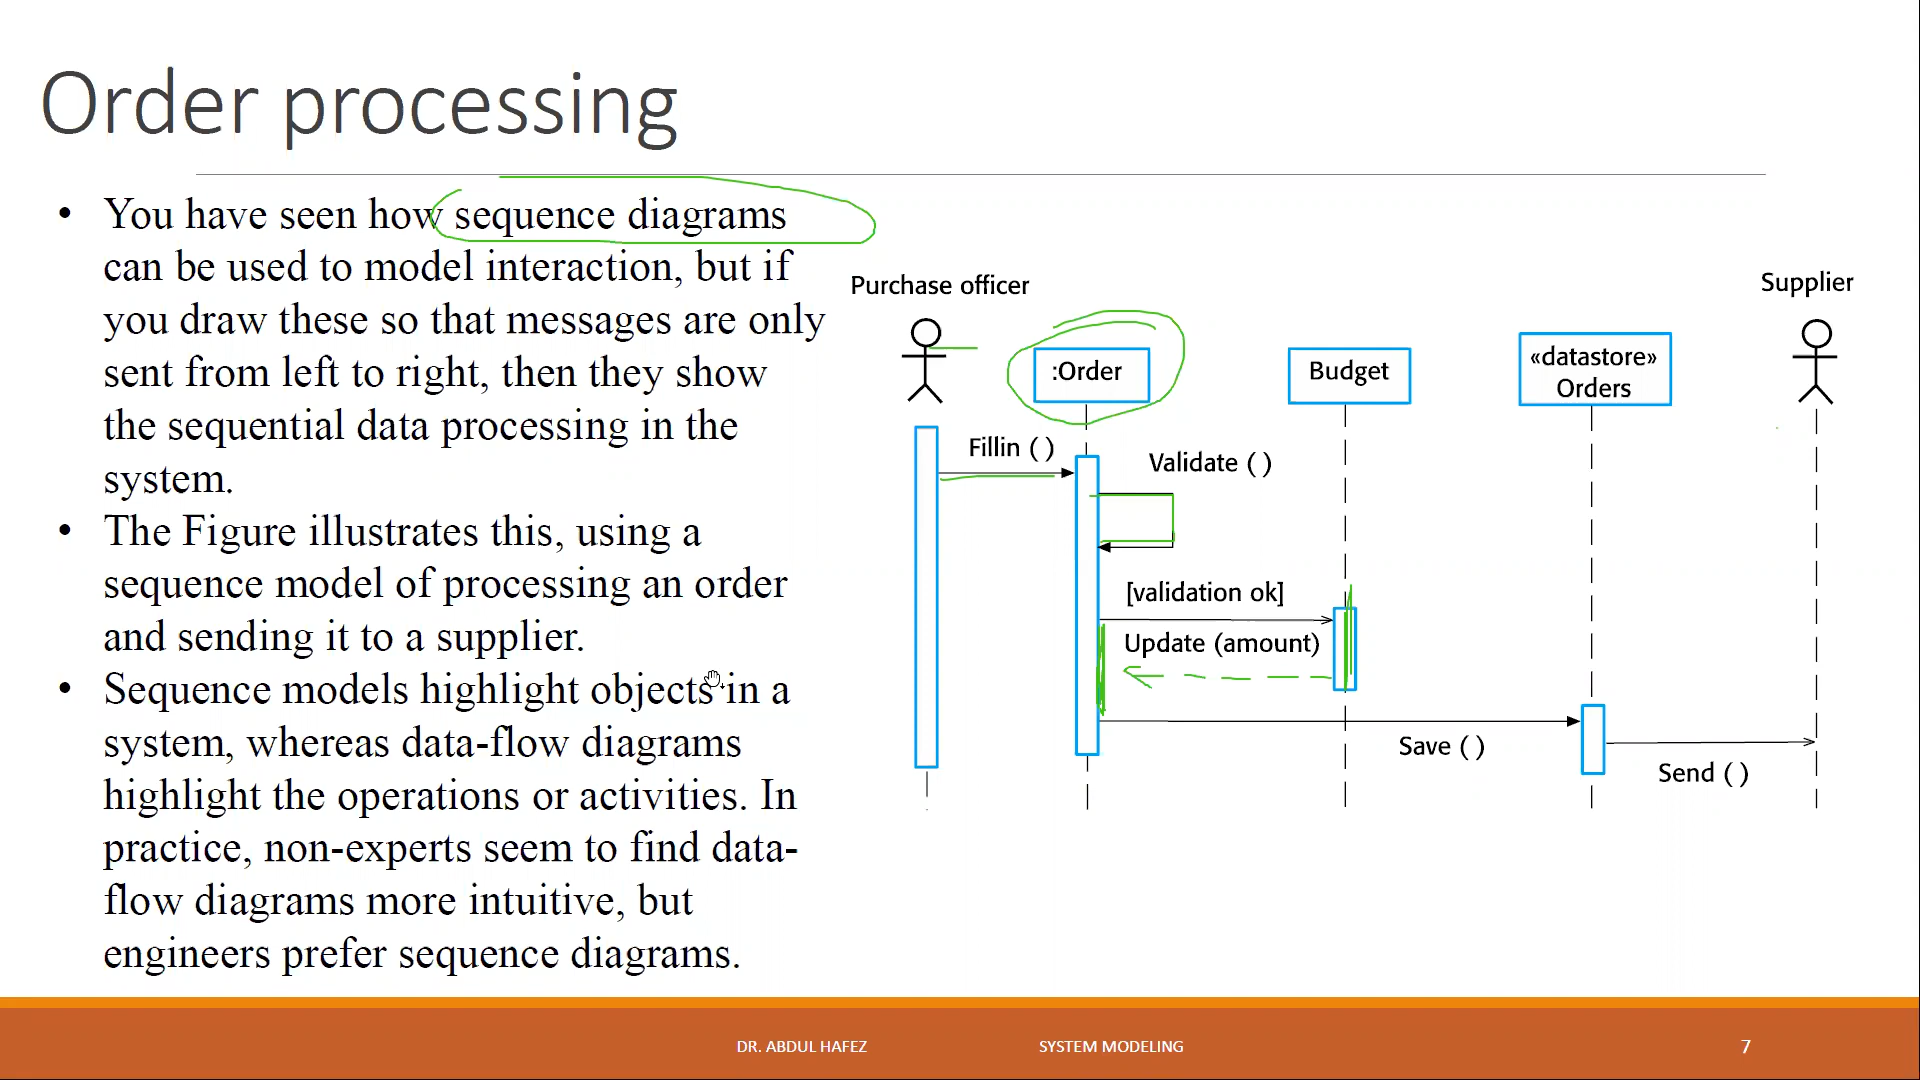 Order processing
• You have seen how sequence diagrams
can be used to model interaction, but if
you draw these so that messages are only
sent from left to right, then they show
the sequential data processing in the
system.
• The Figure illustrates this, using a
sequence model of processing an order
and sending it to a supplier.
• Sequence models highlight objects in a
system, whereas data-flow diagrams
highlight the operations or activities. In
practice, non-experts seem to find data-
flow diagrams more intuitive, but
engineers prefer sequence diagrams.
Purchase officer
Supplier
:Order
Budget
«datastore»
Orders
Fillin ( )
Validate ( )
[validation ok]
Update (amount)
Save ( )
Send ( )
DR. ABDUL HAFEZ
SYSTEM MODELING
7